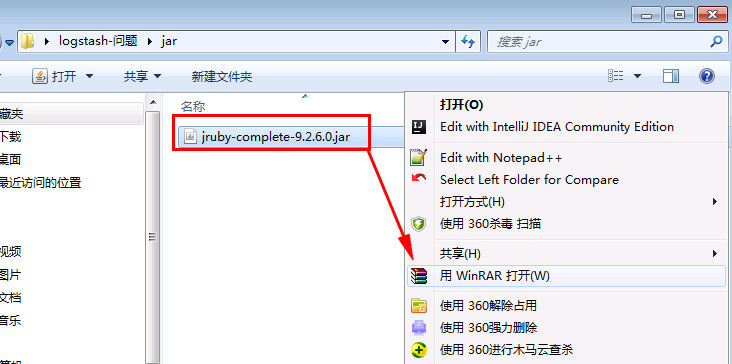 logstash-问题 ▸ jar
搜索 jar
打开
共享
新建文件夹
藏夹
下载
桌面
最近访问的位置
视频
图片
文档
音乐
名称
jruby-complete-9.2.6.0.jar
打开(O)
Edit with IntelliJ IDEA Community Edition
Edit with Notepad++
Select Left Folder for Compare
打开方式(H)
使用 360杀毒 扫描
共享(H)
用 WinRAR 打开(W)
使用 360解除占用
使用 360强力删除
使用 360进行木马云查杀